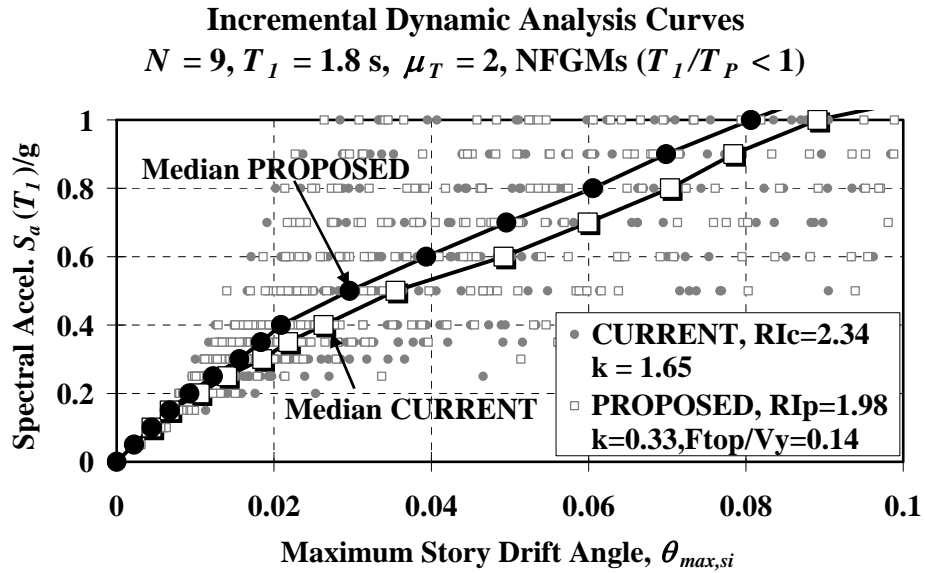 Incremental Dynamic Analysis Curves
N = 9, T1 = 1.8 s, μT = 2, NFGMs (T1/TP < 1)
Spectral Accel. Sa(T1)/g
1
0.8
0.6
0.4
0.2
0
Median PROPOSED
Median CURRENT
CURRENT, RIc=2.34
k = 1.65
PROPOSED, RIp=1.98
k=0.33,Ftop/Vy=0.14
0
0.02
0.04
0.06
0.08
0.1
Maximum Story Drift Angle, θmax,si